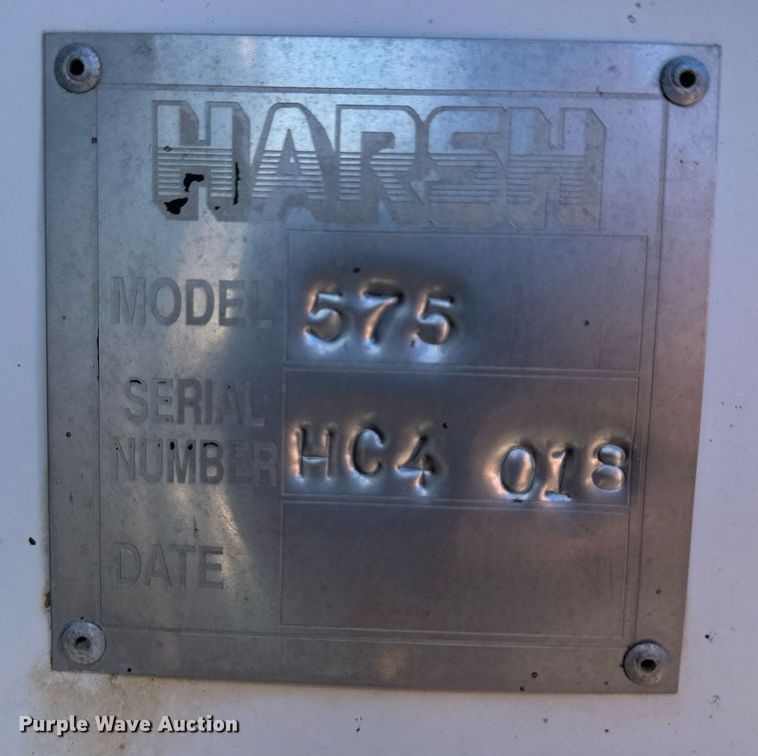 HARSH
MODEL 575
SERIAL
NUMBER HC4 018
DATE
Purple Wave Auction